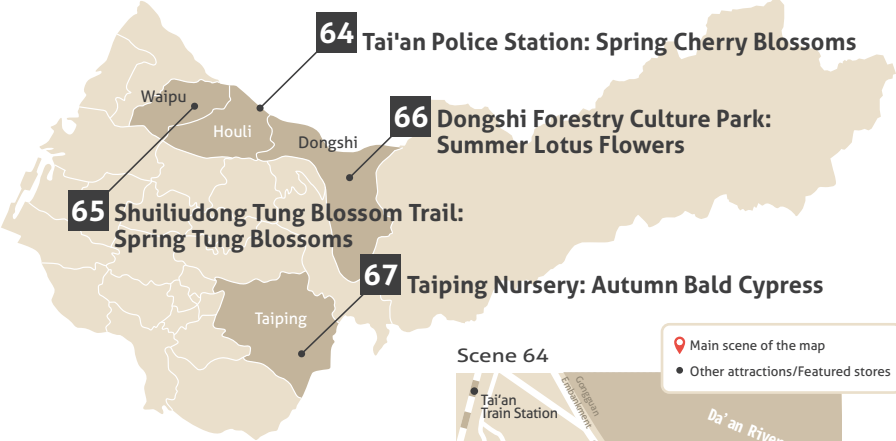 64 Tai'an Police Station: Spring Cherry Blossoms
Waipu
Houli
66 Dongshi Forestry Culture Park:
Summer Lotus Flowers
Dongshi
65 Shuiliudong Tung Blossom Trail:
Spring Tung Blossoms
67 Taiping Nursery: Autumn Bald Cypress
Taiping
Scene 64
Main scene of the map
Other attractions/Featured stores
Tai'an
Train Station
Gongguan
Embankment
Da'an River